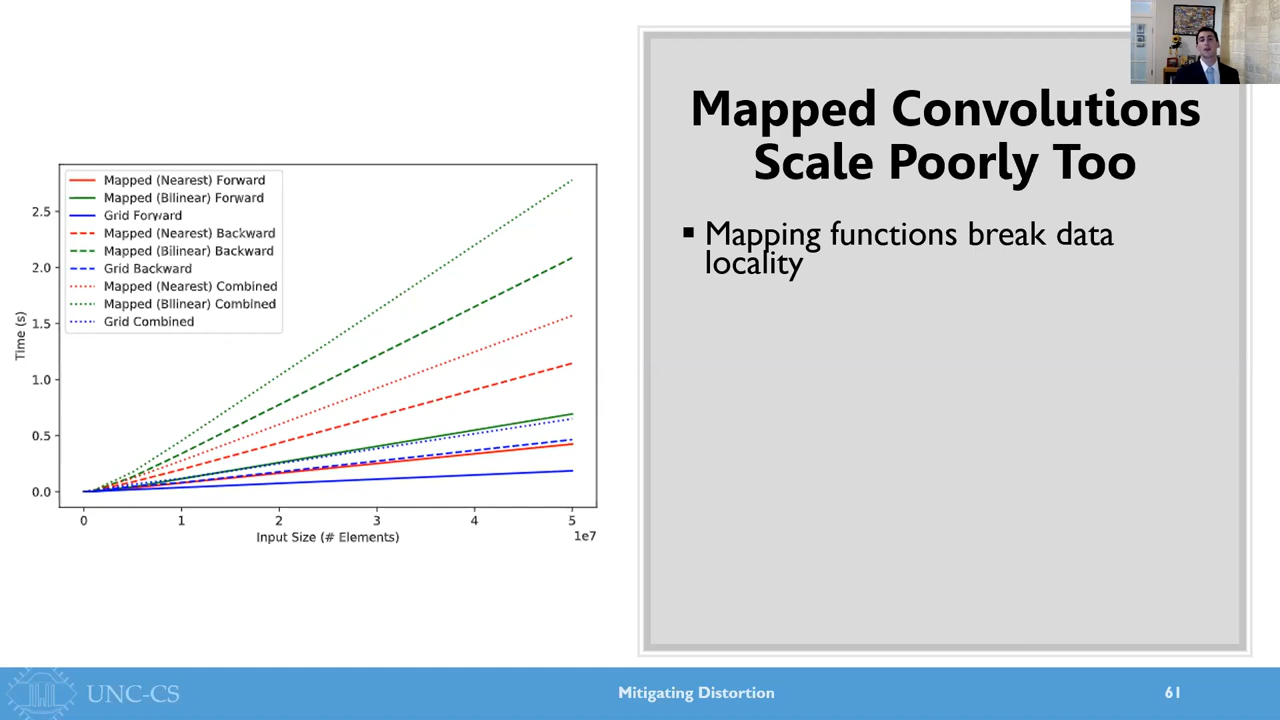 Mapped Convolutions
Scale Poorly Too
▪ Mapping functions break data
locality
Mapped (Nearest) Forward
Mapped (Bilinear) Forward
Grid Forward
Mapped (Nearest) Backward
Mapped (Bilinear) Backward
Grid Backward
Mapped (Nearest) Combined
Mapped (Bilinear) Combined
Grid Combined
Time (s)
2.5
2.0
1.5
1.0
0.5
0.0
0 1 2 3 4 5
Input Size (# Elements)
1e7
UNC-CS
Mitigating Distortion
61